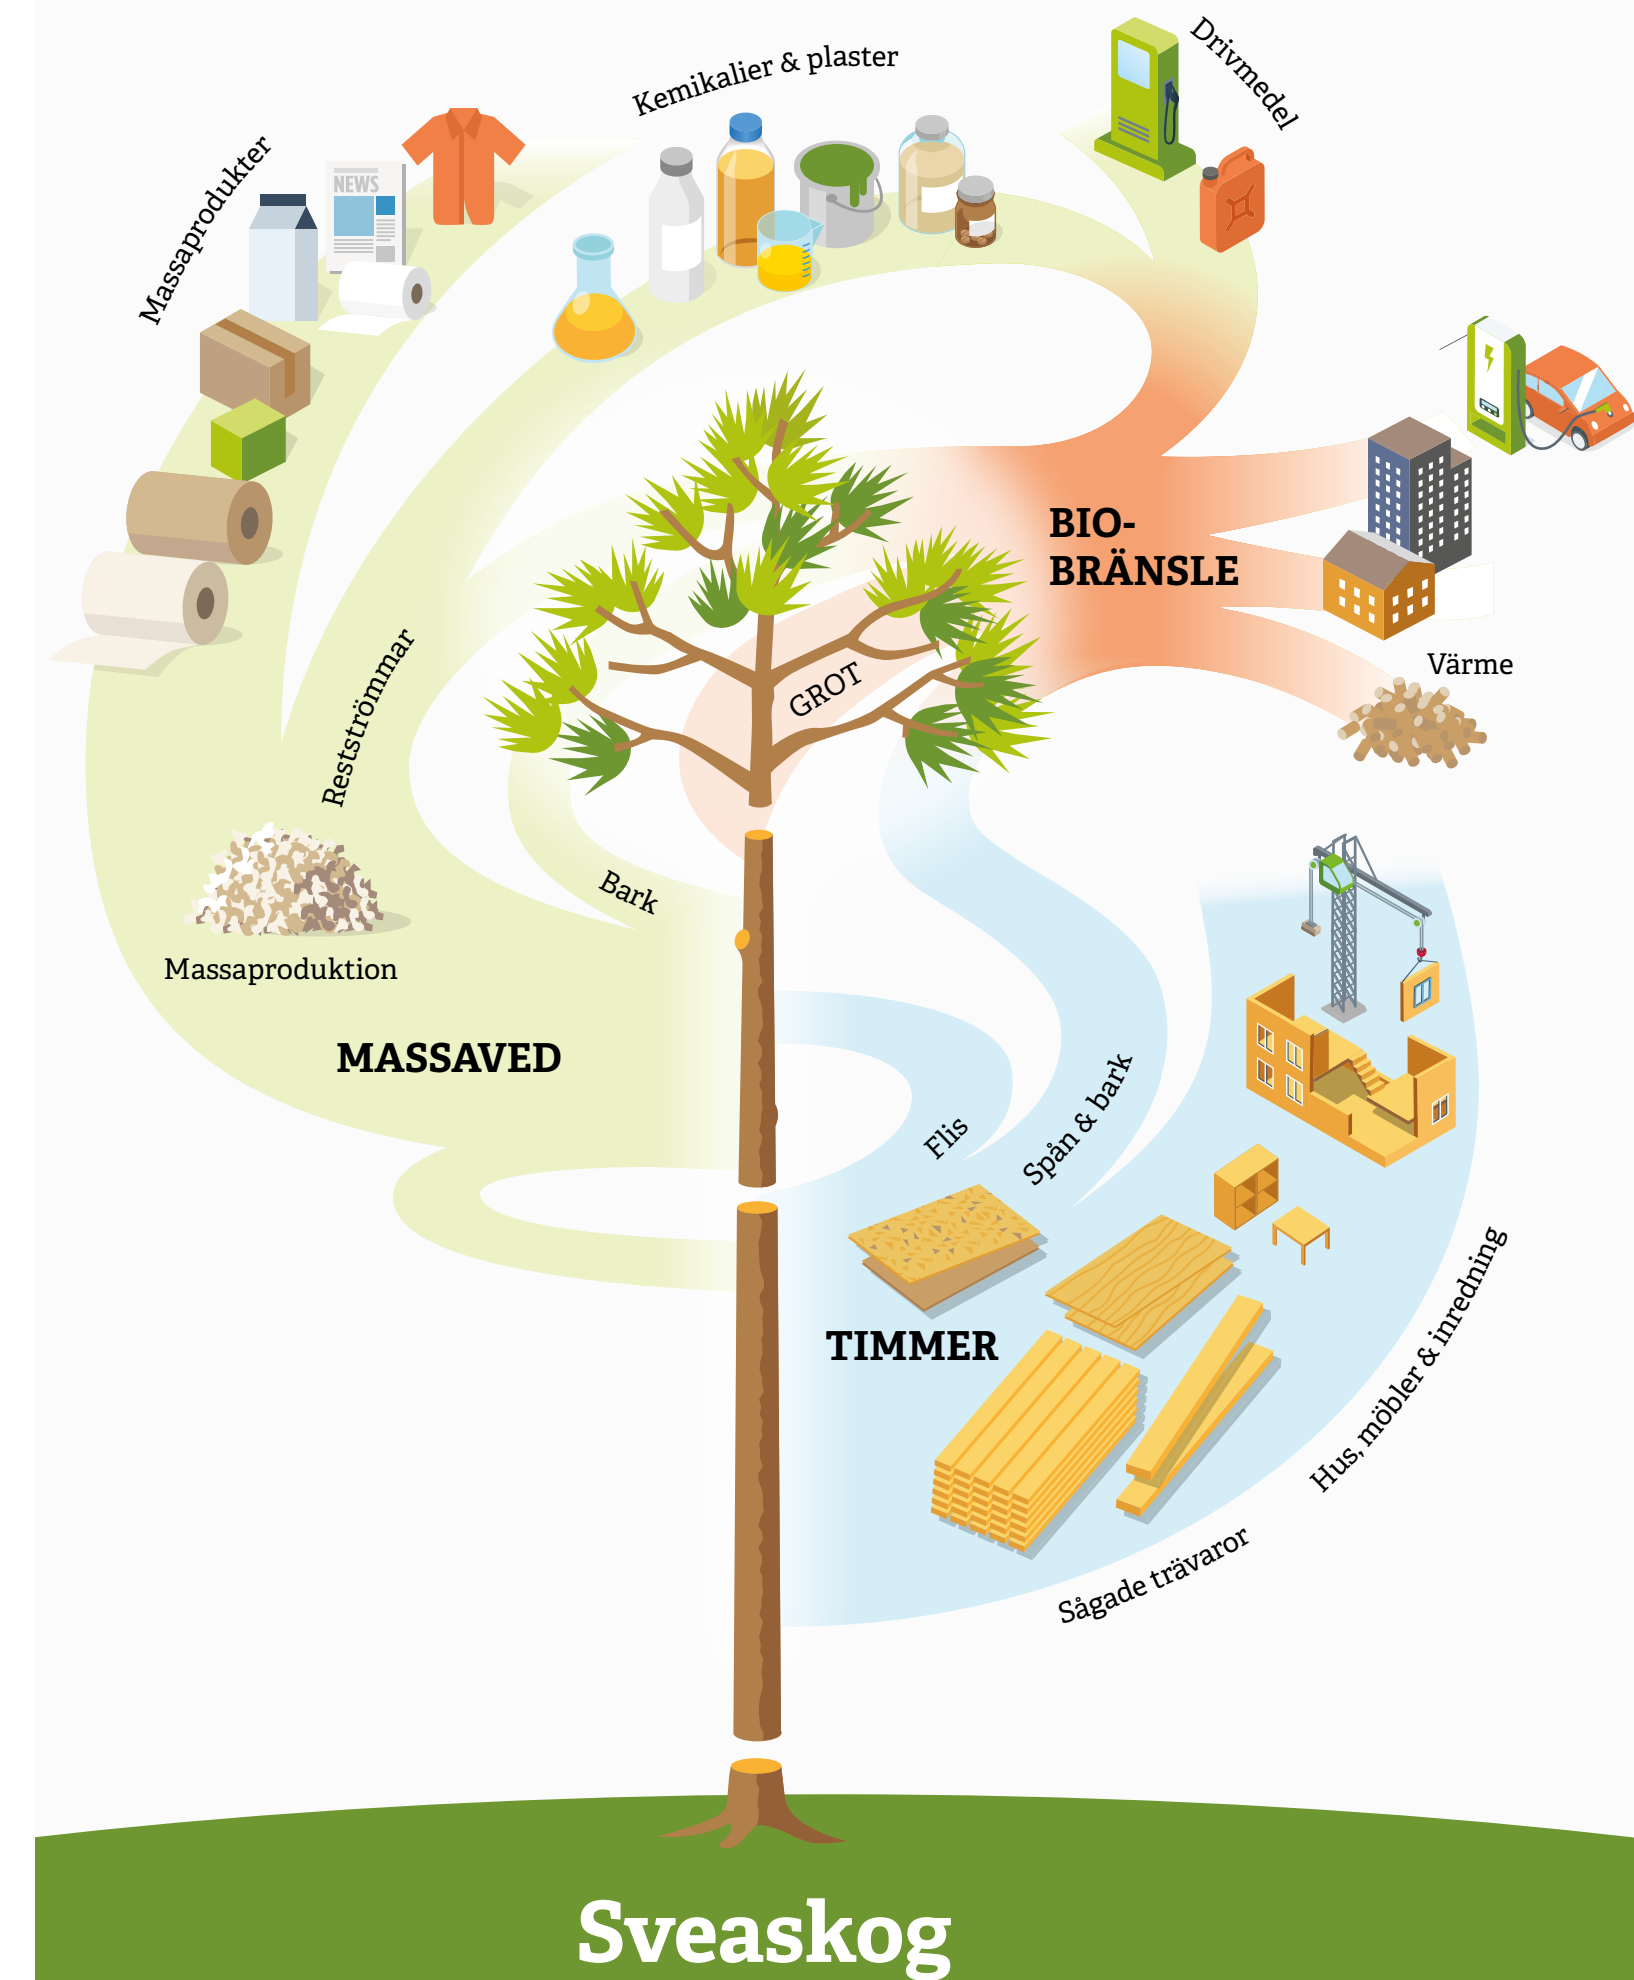 Kemikalier & plaster
Drivmedel
Massaprodukter
NEWS
BIO-
BRÄNSLE
Värme
GROT
Restströmmar
Bark
Massaproduktion
MASSAVED
Flis
Spån & bark
TIMMER
Hus, möbler & inredning
Sågade trävaror
Sveaskog